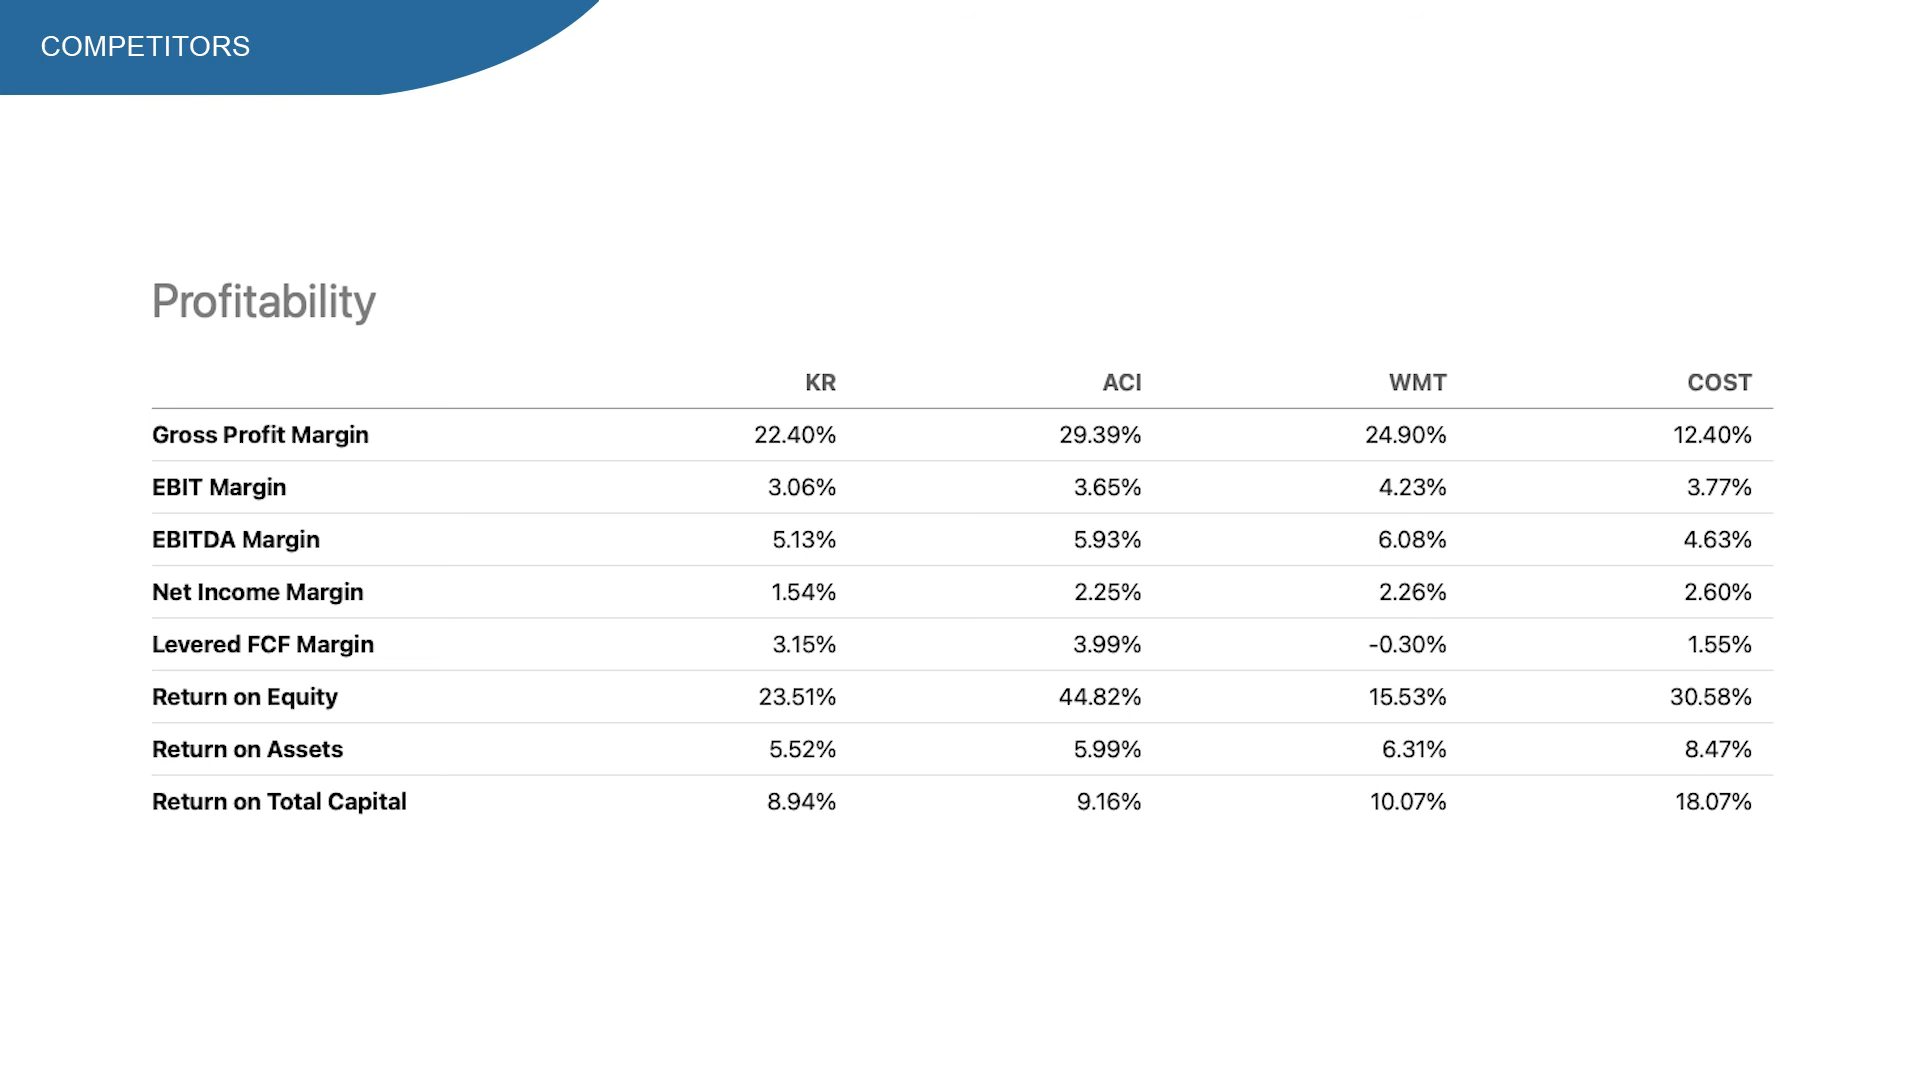 COMPETITORS
Profitability
KR ACI WMT COST
Gross Profit Margin 22.40% 29.39% 24.90% 12.40%
EBIT Margin 3.06% 3.65% 4.23% 3.77%
EBITDA Margin 5.13% 5.93% 6.08% 4.63%
Net Income Margin 1.54% 2.25% 2.26% 2.60%
Levered FCF Margin 3.15% 3.99% -0.30% 1.55%
Return on Equity 23.51% 44.82% 15.53% 30.58%
Return on Assets 5.52% 5.99% 6.31% 8.47%
Return on Total Capital 8.94% 9.16% 10.07% 18.07%